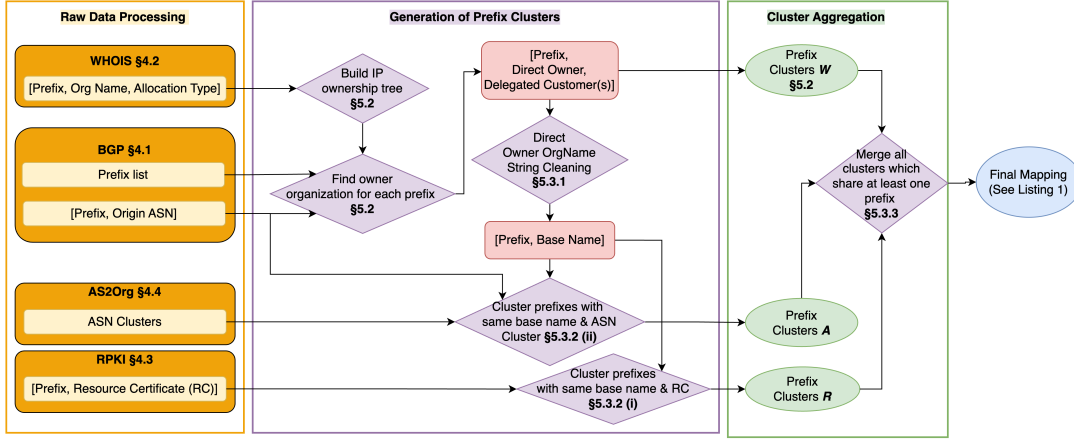 Raw Data Processing
WHOIS §4.2
[Prefix, Org Name, Allocation Type]
BGP §4.1
Prefix list
[Prefix, Origin ASN]
AS2Org §4.4
ASN Clusters
RPKI §4.3
[Prefix, Resource Certificate (RC)]
Generation of Prefix Clusters
Build IP
ownership tree
§5.2
Find owner
organization for each prefix
§5.2
[Prefix,
Direct Owner,
Delegated Customer(s)]
Direct
Owner OrgName
String Cleaning
§5.3.1
[Prefix, Base Name]
Cluster prefixes with
same base name & ASN
Cluster §5.3.2 (ii)
Cluster prefixes
with same base name & RC
§5.3.2 (i)
Cluster Aggregation
Prefix
Clusters W
§5.2
Merge all
clusters which
share at least one
prefix
§5.3.3
Prefix
Clusters A
Prefix
Clusters R
Final Mapping
(See Listing 1)